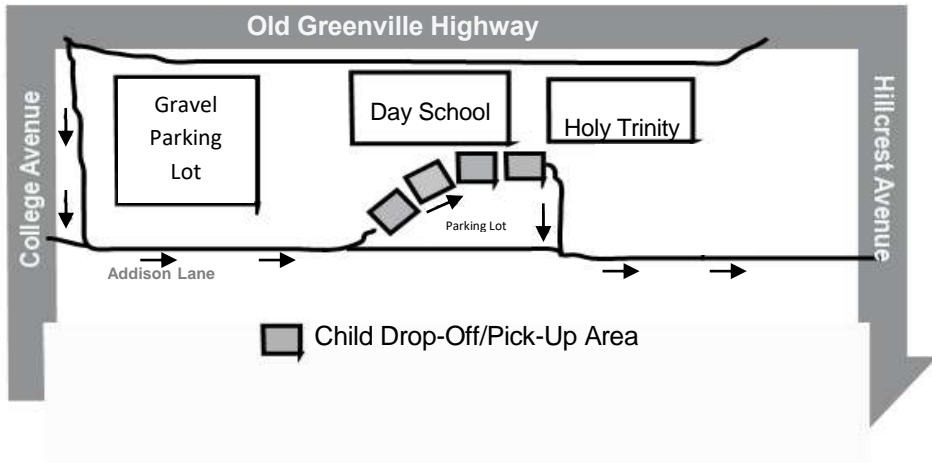 Old Greenville Highway
College Avenue
Hillcrest Avenue
Gravel
Parking
Lot
Day School
Holy Trinity
Parking Lot
Addison Lane
Child Drop-Off/Pick-Up Area